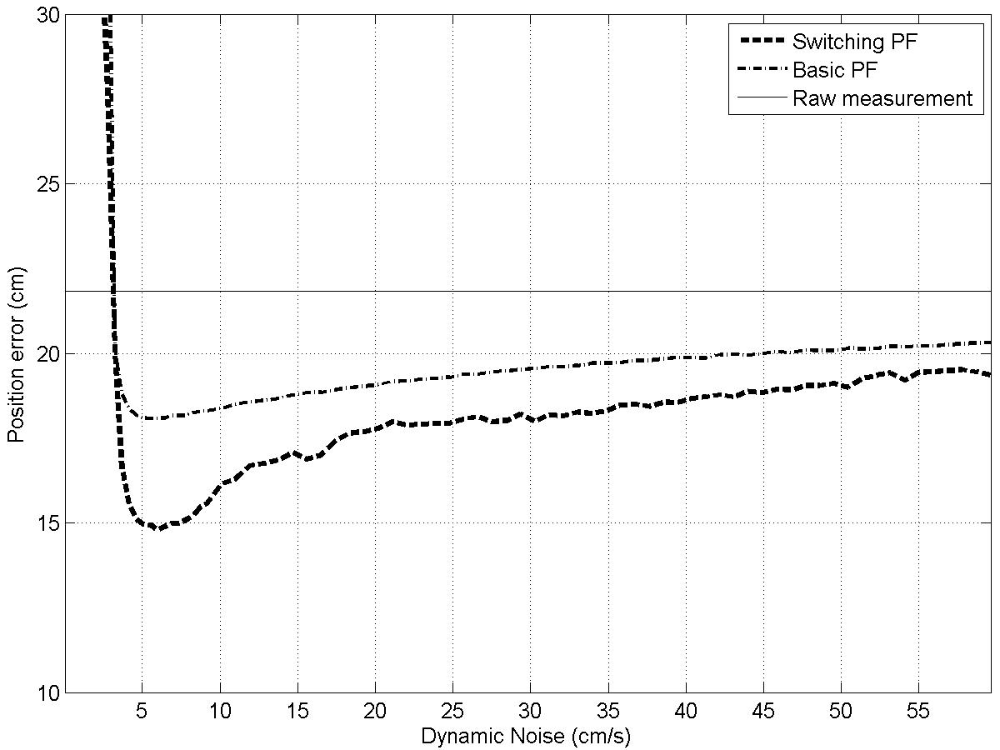 30
Switching PF
Basic PF
Raw measurement
25
20
15
10
Position error (cm)
5 10 15 20 25 30 35 40 45 50 55
Dynamic Noise (cm/s)